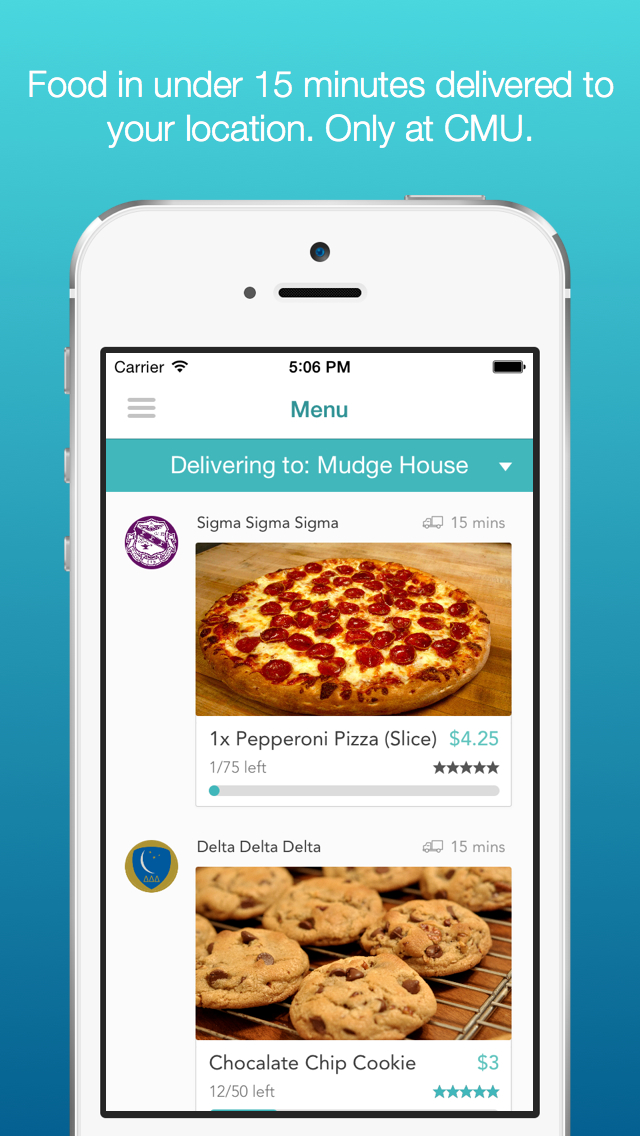 Food in under 15 minutes delivered to
your location. Only at CMU.
Carrier 5:06 PM
Menu
Delivering to: Mudge House
Sigma Sigma Sigma 15 mins
1x Pepperoni Pizza (Slice) $4.25
1/75 left
Delta Delta Delta 15 mins
Chocalate Chip Cookie $3
12/50 left